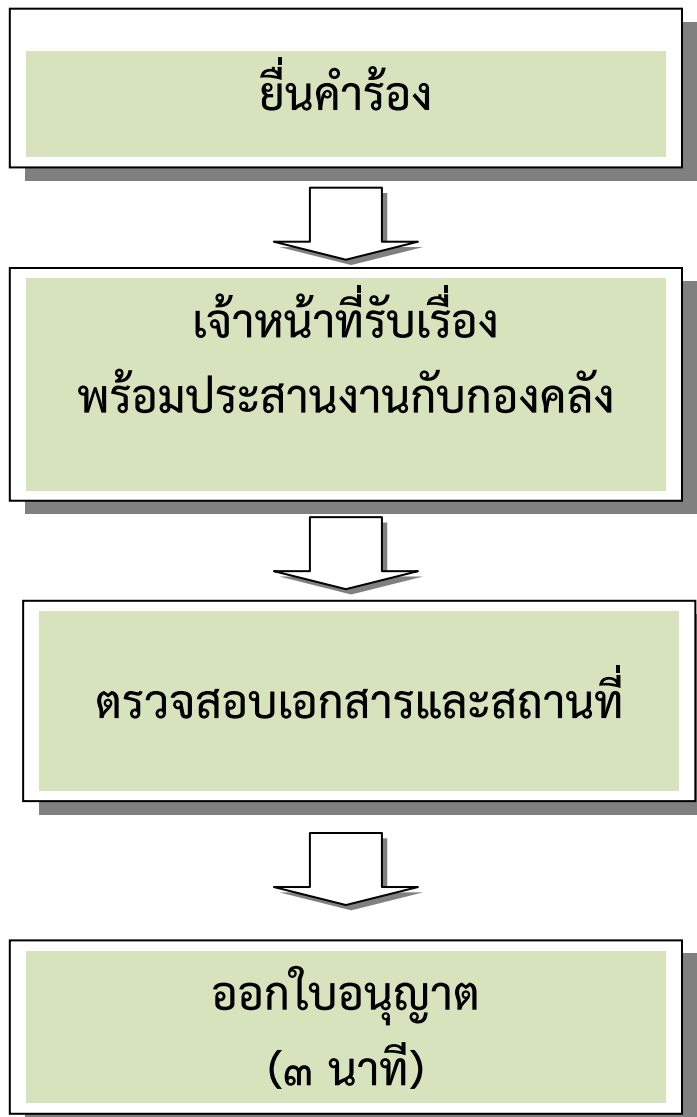 ยื่นคำร้อง
เจ้าหน้าที่รับเรื่อง
พร้อมประสานงานกับกองคลัง
ตรวจสอบเอกสารและสถานที่
ออกใบอนุญาต
(๓ นาที)